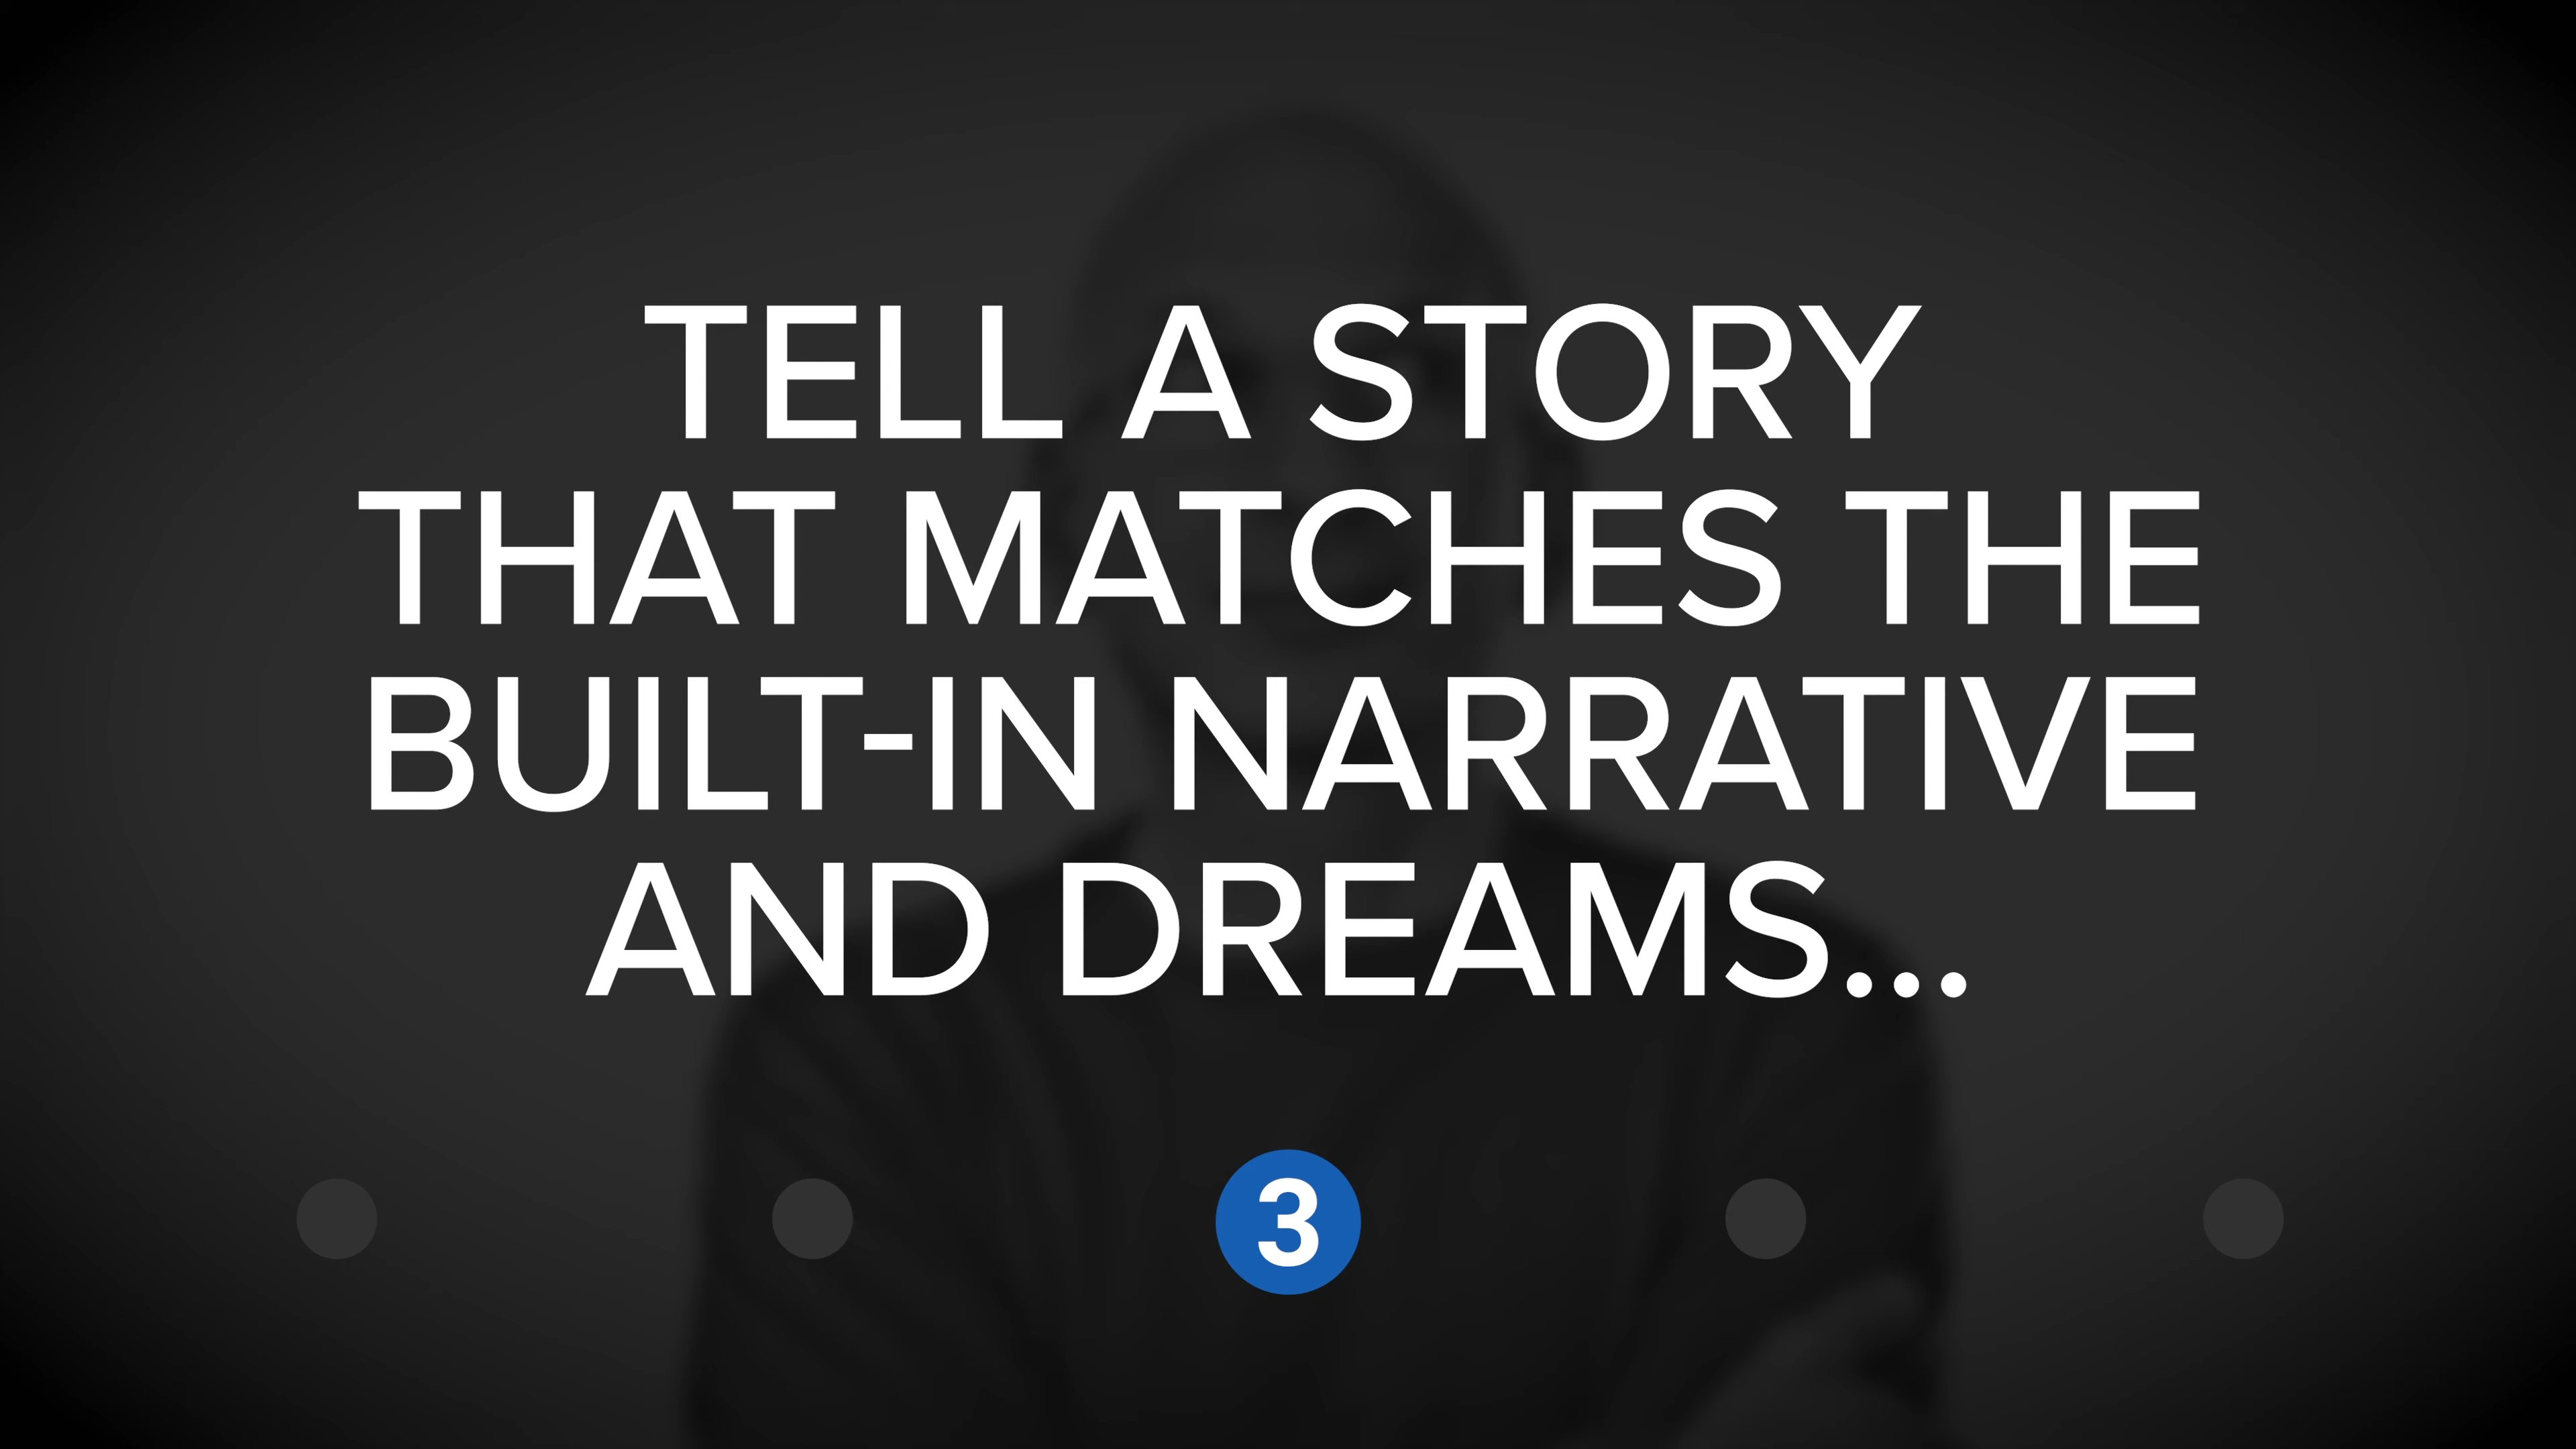 TELL A STORY
THAT MATCHES THE
BUILT-IN NARRATIVE
AND DREAMS...
3